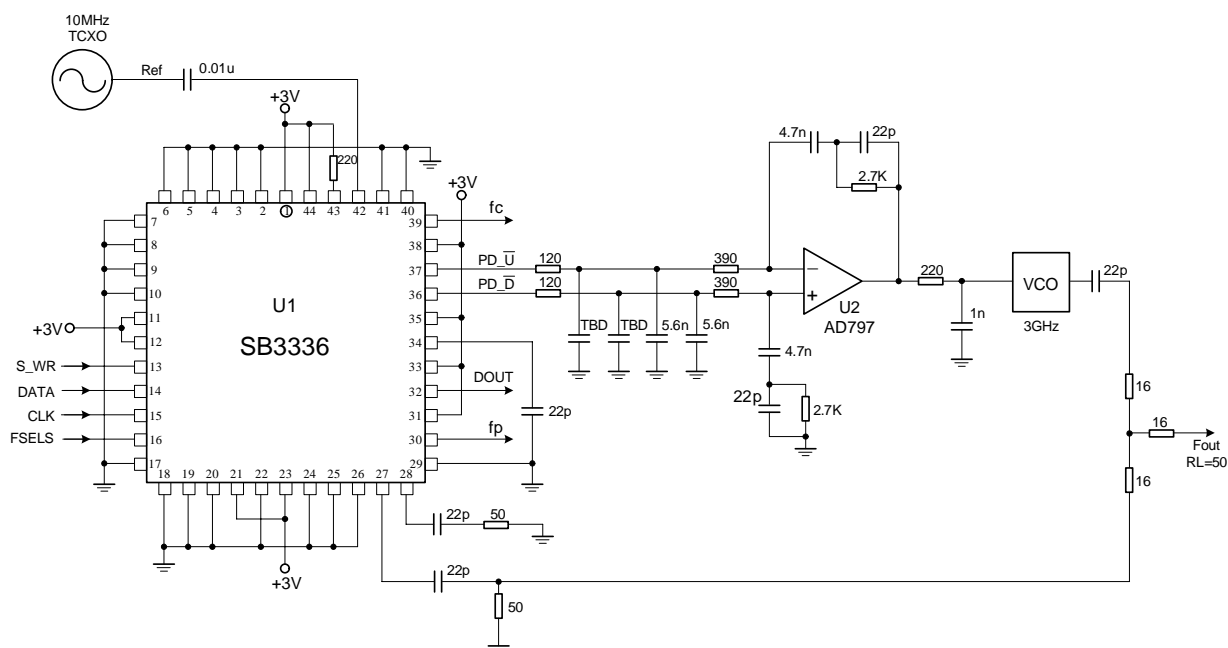 10MHz
TCXO
Ref
0.01u
+3V
220
+3V
6 5 4 3 2 1 44 43 42 41 40
7
8
9
10
11
12
13
14
15
16
17
39
38
37
36
35
34
33
32
31
30
29
18 19 20 21 22 23 24 25 26 27 28
U1
SB3336
+3V
S_WR
DATA
CLK
FSELS
fc
PD_U̅
PD_D̅
DOUT
fp
22p
120
120
TBD
TBD
5.6n
5.6n
390
390
4.7n
22p
2.7K
U2
AD797
4.7n
22p
2.7K
220
1n
VCO
3GHz
22p
16
16
Fout
RL=50
16
22p
50
+3V
22p
50